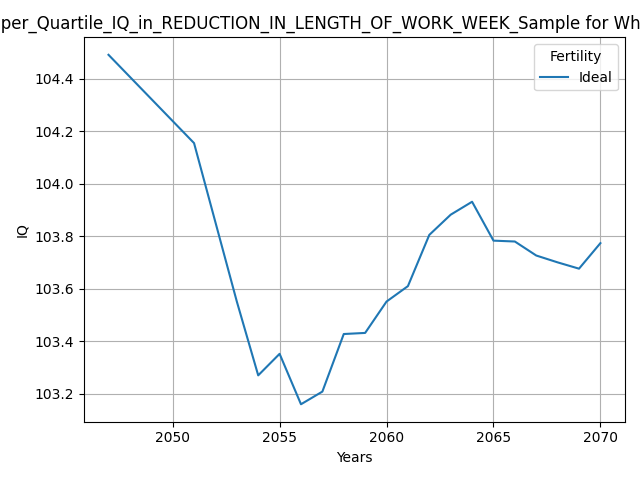 per_Quartile_IQ_in_REDUCTION_IN_LENGTH_OF_WORK_WEEK_Sample for Wh
Fertility
Ideal
104.4
104.2
104.0
103.8
103.6
103.4
103.2
IQ
2050 2055 2060 2065 2070
Years